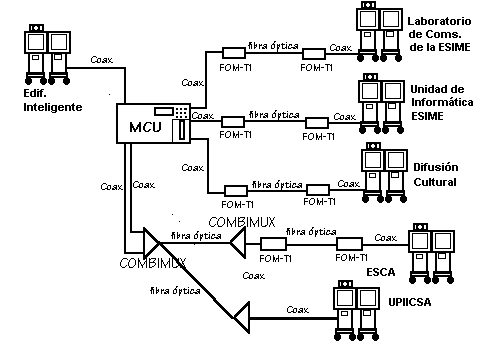 Laboratorio
de Coms.
de la ESIME
fibra óptica
Coax.
FOM-T1
FOM-T1
Coax.
Edif.
Inteligente
Coax.
Unidad de
Informática
ESIME
MCU
Coax.
fibra óptica
Coax.
FOM-T1
FOM-T1
Coax.
Difusión
Cultural
fibra óptica
Coax.
FOM-T1
FOM-T1
Coax.
Coax.
COMBIMUX
fibra óptica
fibra óptica
Coax.
FOM-T1
FOM-T1
COMBIMUX
ESCA
Coax.
fibra óptica
UPIICSA
Coax.